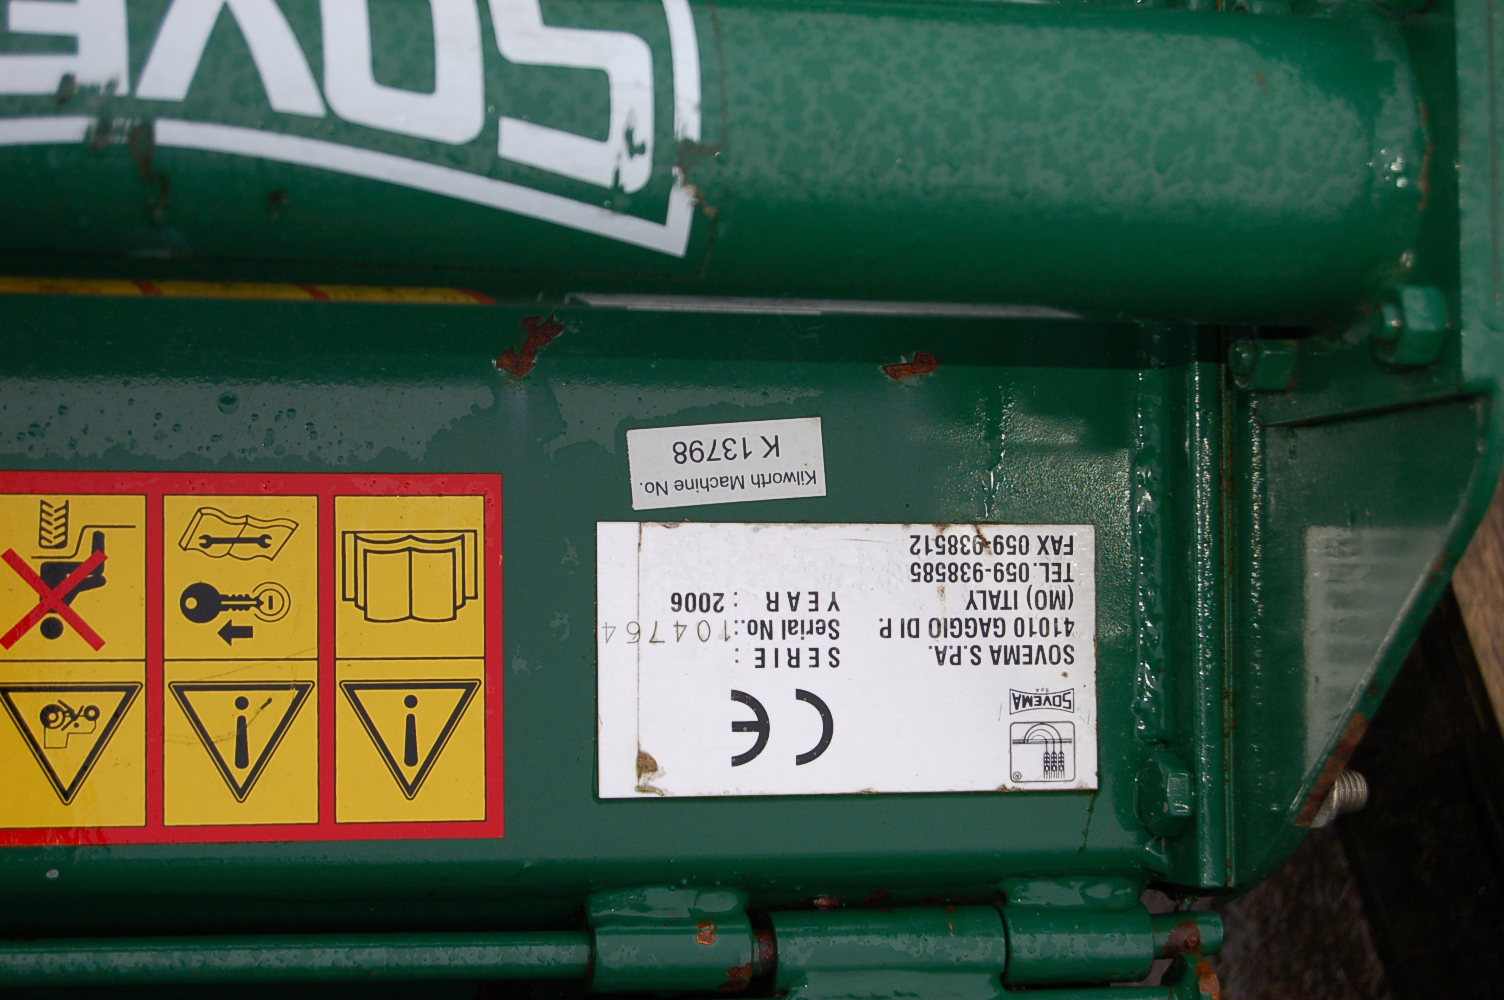 SOVE
Kilworth Machine No.
K 13798
SOVEMA
S.p.A
®
SOVEMA S.P.A.
41010 GAGGIO DI P.
(MO) ITALY
TEL. 059-938585
FAX 059-938512
CE
SERIE :
Serial No.: 104764
YEAR : 2006